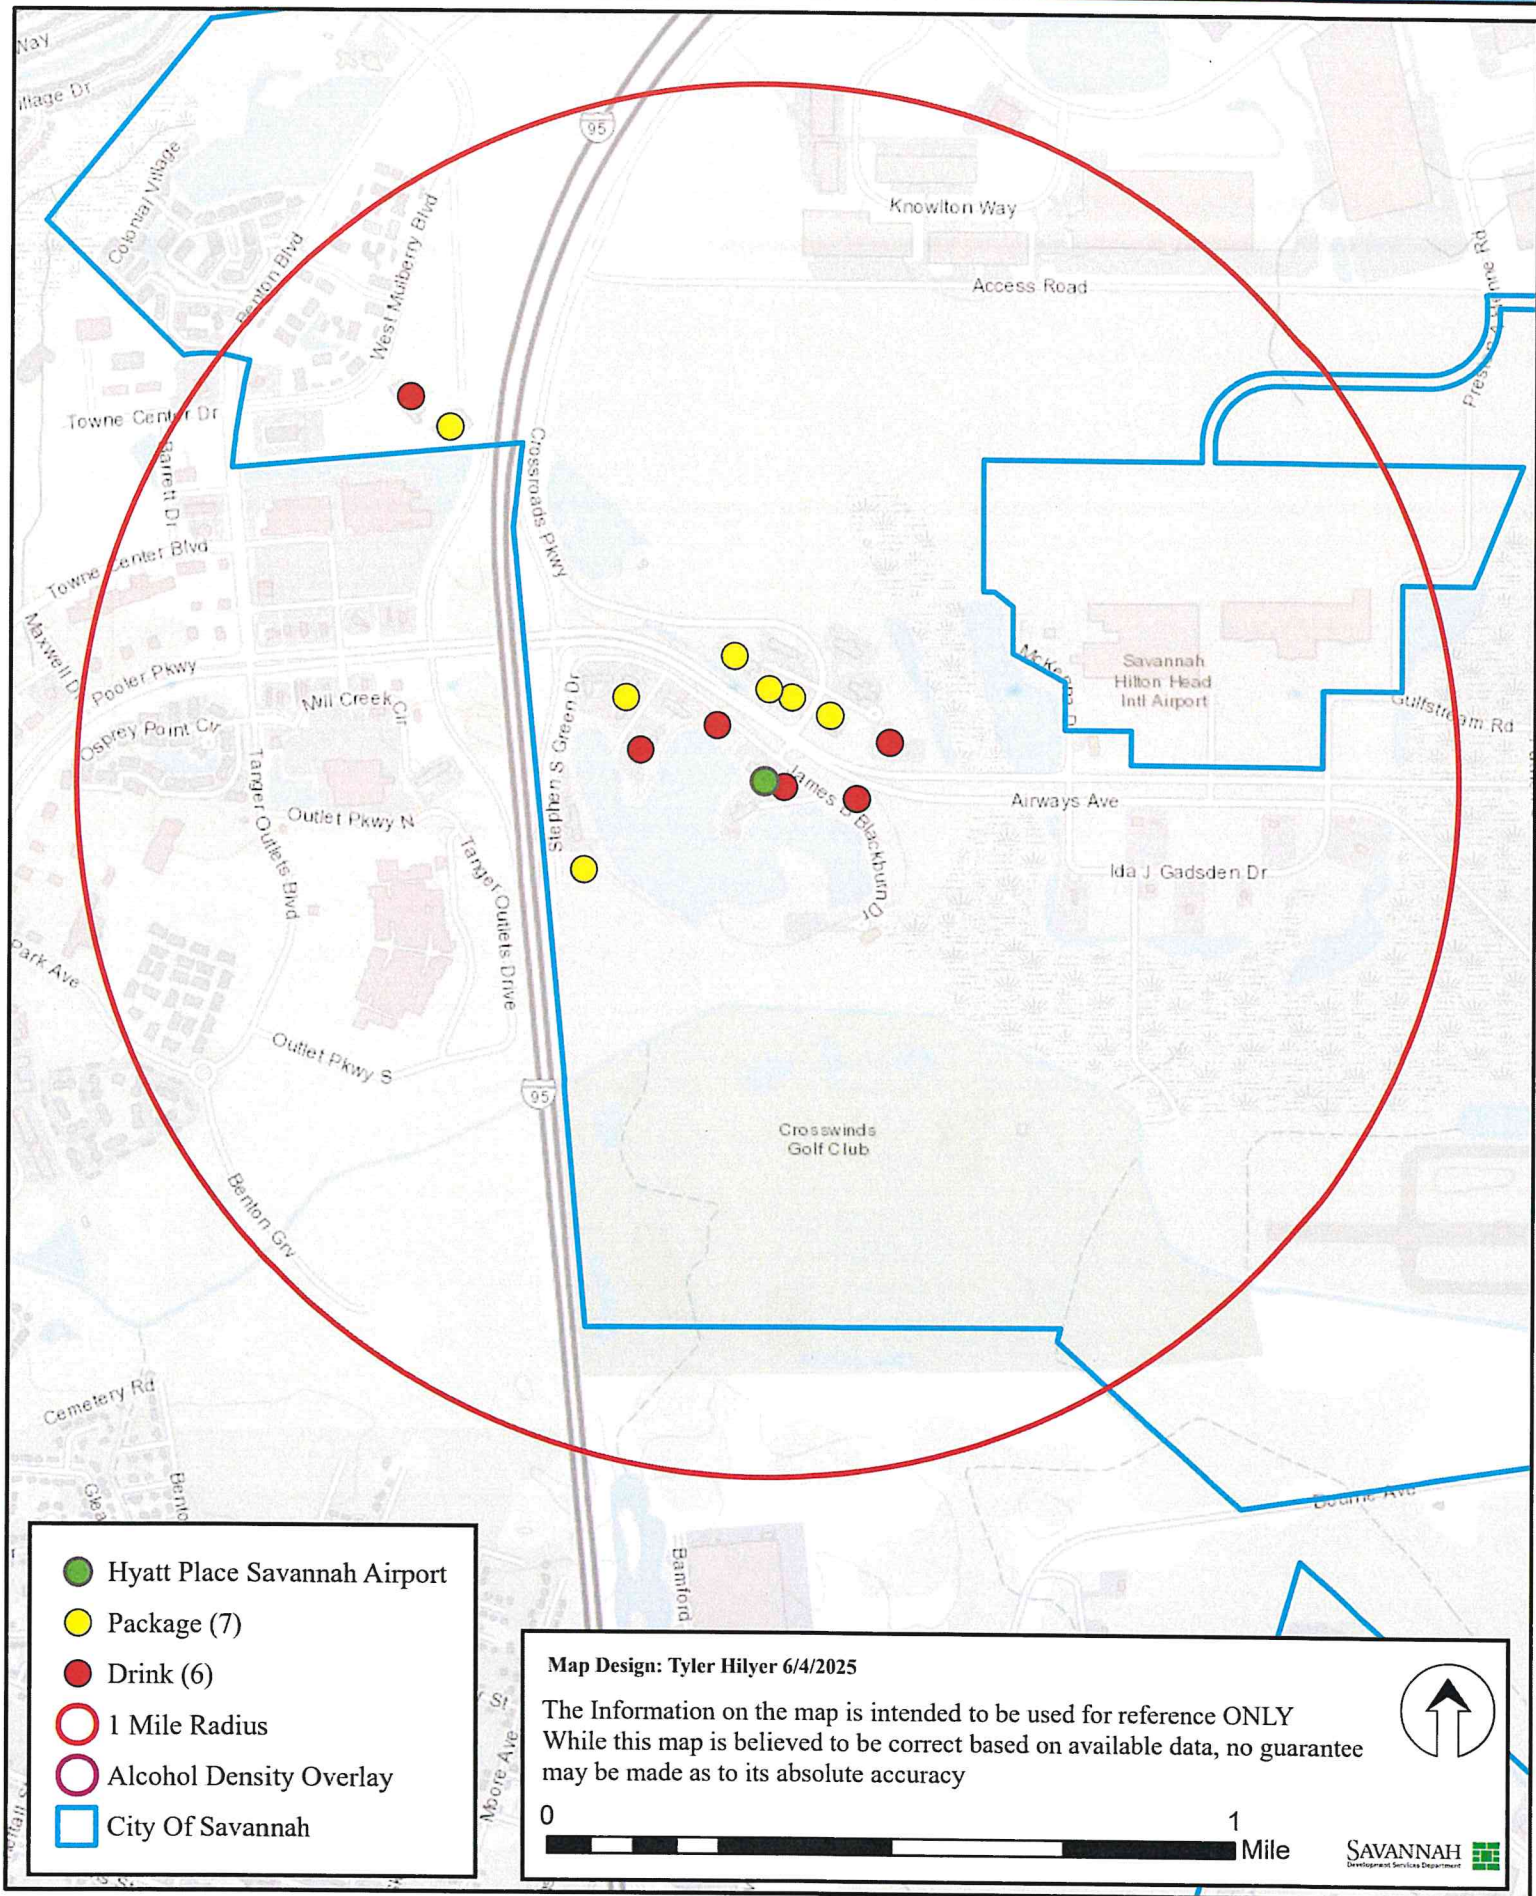 Way
Colonial Village
Benton Blvd
West Mulberry Blvd
95
Knowlton Way
Access Road
Towne Center Dr
Barrett Dr
Towne Center Blvd
Crossroads Pkwy
Maxwell Dr
Pooler Pkwy
Osprey Point Cir
Mill Creek Cir
Stephen S Green Dr
Savannah
Hilton Head
Intl Airport
Gulfstream Rd
Tanger Outlets Blvd
Outlet Pkwy N
Tanger Outlets Drive
James B Blackburn Dr
Airways Ave
Ida J Gadsden Dr
Park Ave
Outlet Pkwy S
95
Crosswinds
Golf Club
Benton Grv
Cemetery Rd
Bourne Ave
Bamford
Moore Ave
Hyatt Place Savannah Airport
Package (7)
Drink (6)
1 Mile Radius
Alcohol Density Overlay
City Of Savannah
Map Design: Tyler Hilyer 6/4/2025
The Information on the map is intended to be used for reference ONLY
While this map is believed to be correct based on available data, no guarantee
may be made as to its absolute accuracy
0 1
Mile
SAVANNAH
Development Services Department